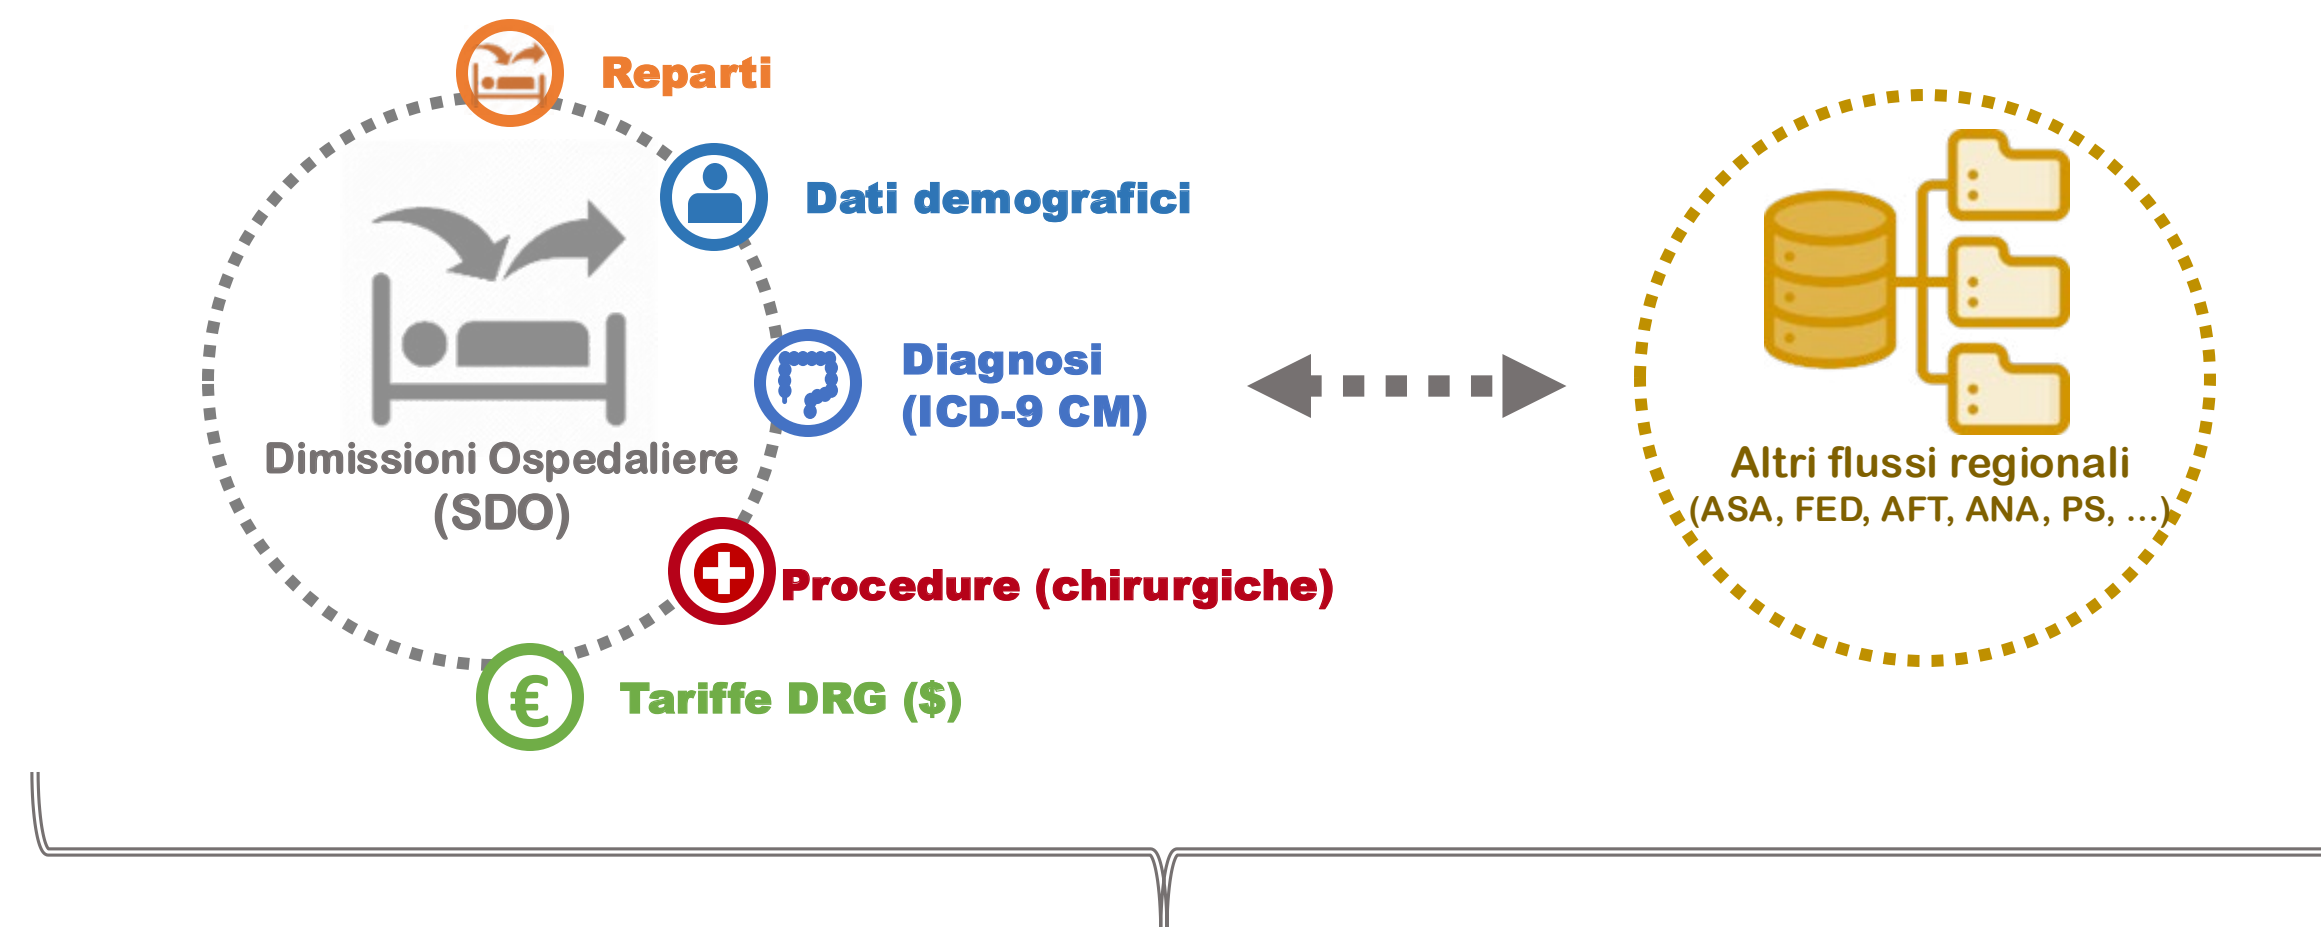 Reparti
Dati demografici
Diagnosi
(ICD-9 CM)
Dimissioni Ospedaliere
(SDO)
Procedure (chirurgiche)
€
Tariffe DRG ($)
Altri flussi regionali
(ASA, FED, AFT, ANA, PS, ...)